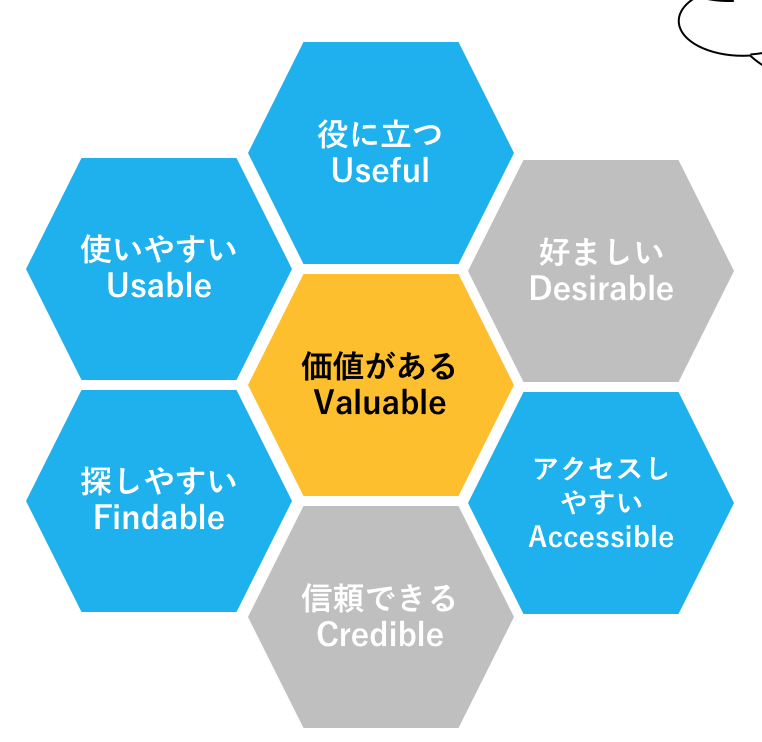 役に立つ
Useful
使いやすい
Usable
好ましい
Desirable
価値がある
Valuable
探しやすい
Findable
アクセスし
やすい
Accessible
信頼できる
Credible